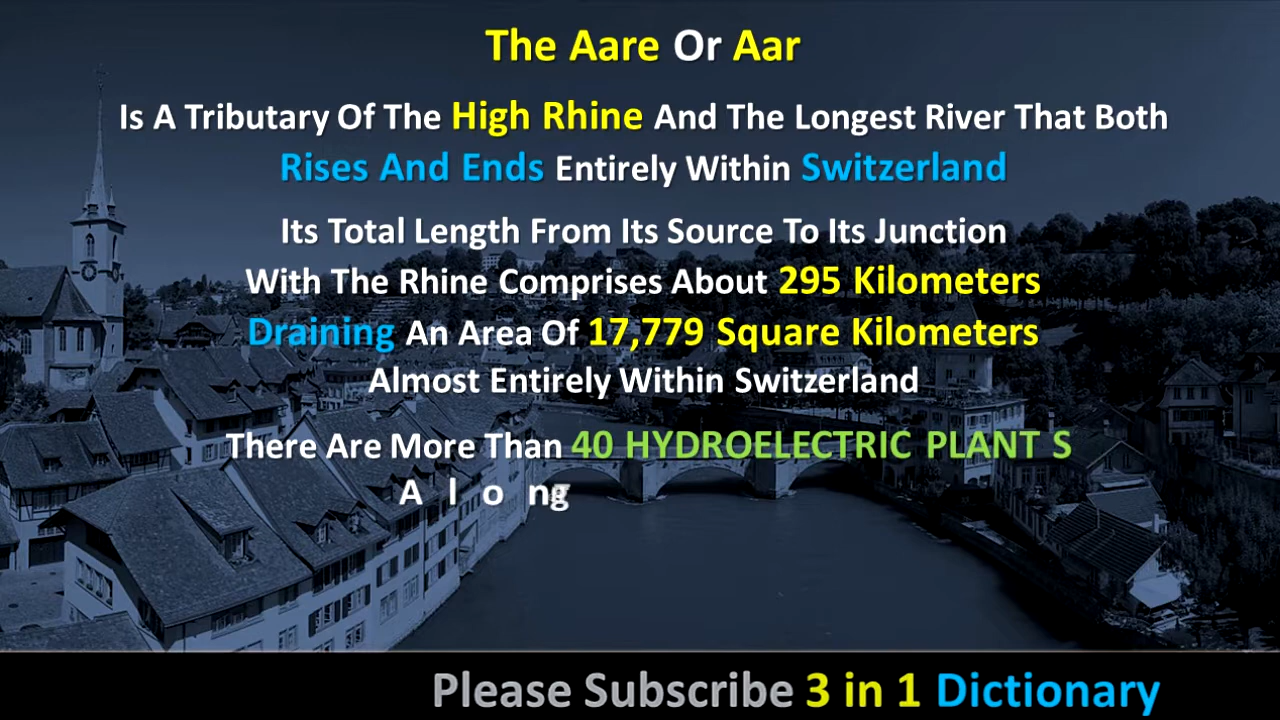 The Aare Or Aar
Is A Tributary Of The High Rhine And The Longest River That Both
Rises And Ends Entirely Within Switzerland
Its Total Length From Its Source To Its Junction
With The Rhine Comprises About 295 Kilometers
Draining An Area Of 17,779 Square Kilometers
Almost Entirely Within Switzerland
There Are More Than 40 HYDROELECTRIC PLANT S
A l o ng
Please Subscribe 3 in 1 Dictionary